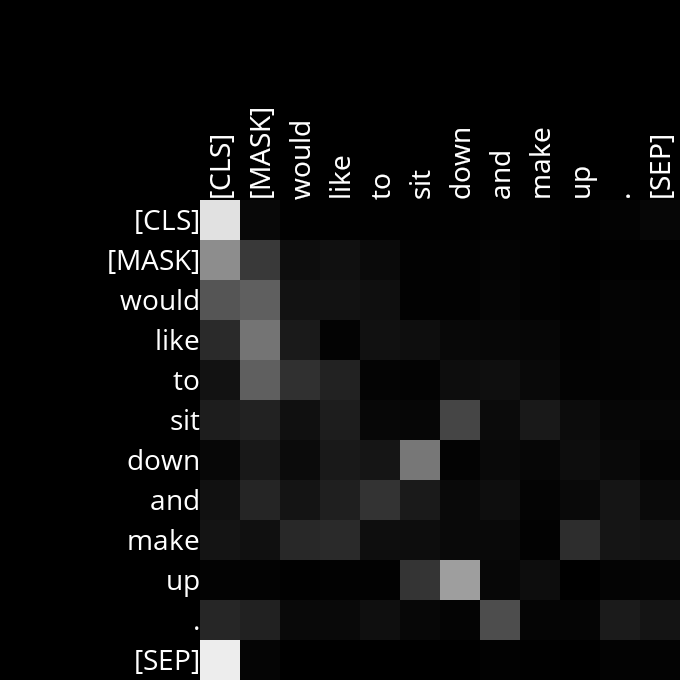 [CLS] [MASK] would like to sit down and make up . [SEP]
[CLS]
[MASK]
would
like
to
sit
down
and
make
up
.
[SEP]